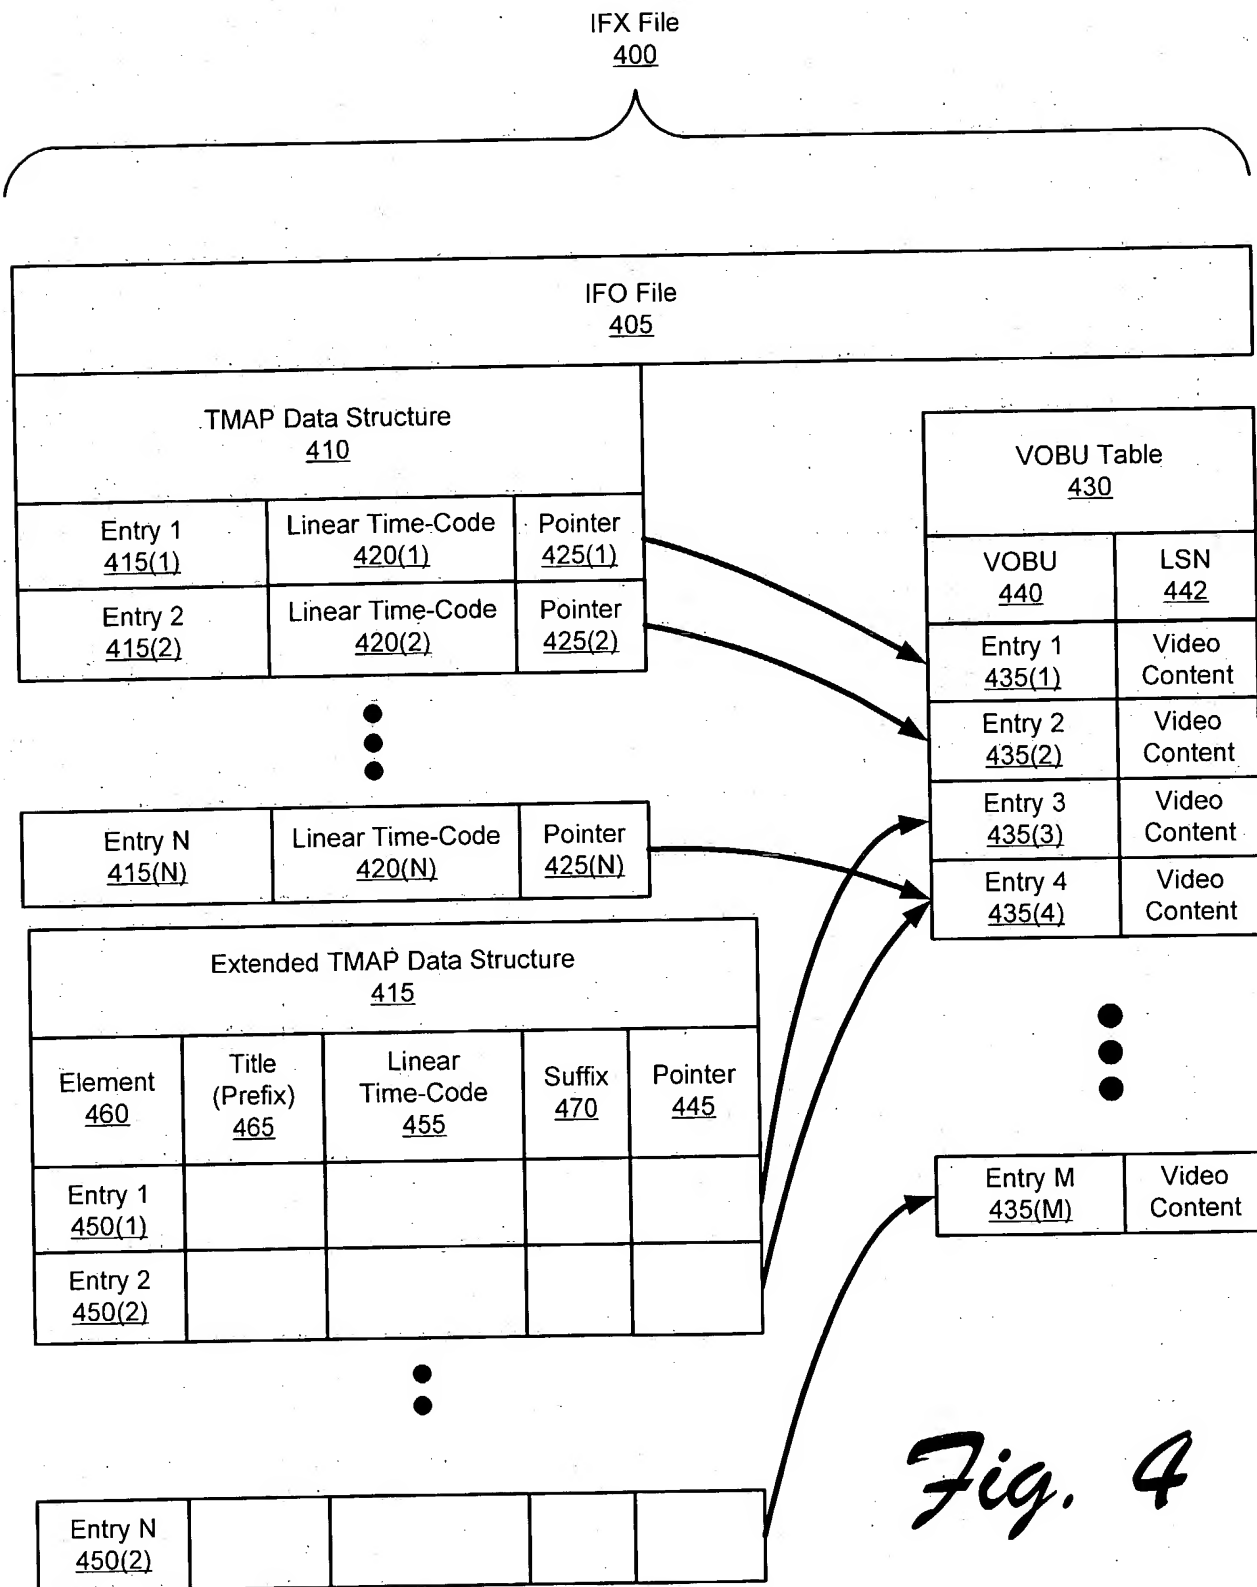 IFX File
400
IFO File
405
TMAP Data Structure
410
Entry 1
415(1)
Linear Time-Code
420(1)
Pointer
425(1)
Entry 2
415(2)
Linear Time-Code
420(2)
Pointer
425(2)
Entry N
415(N)
Linear Time-Code
420(N)
Pointer
425(N)
VOBU Table
430
VOBU
440
LSN
442
Entry 1
435(1)
Video
Content
Entry 2
435(2)
Video
Content
Entry 3
435(3)
Video
Content
Entry 4
435(4)
Video
Content
Entry M
435(M)
Video
Content
Extended TMAP Data Structure
415
Element
460
Title
(Prefix)
465
Linear
Time-Code
455
Suffix
470
Pointer
445
Entry 1
450(1)
Entry 2
450(2)
Entry N
450(2)
Fig. 4